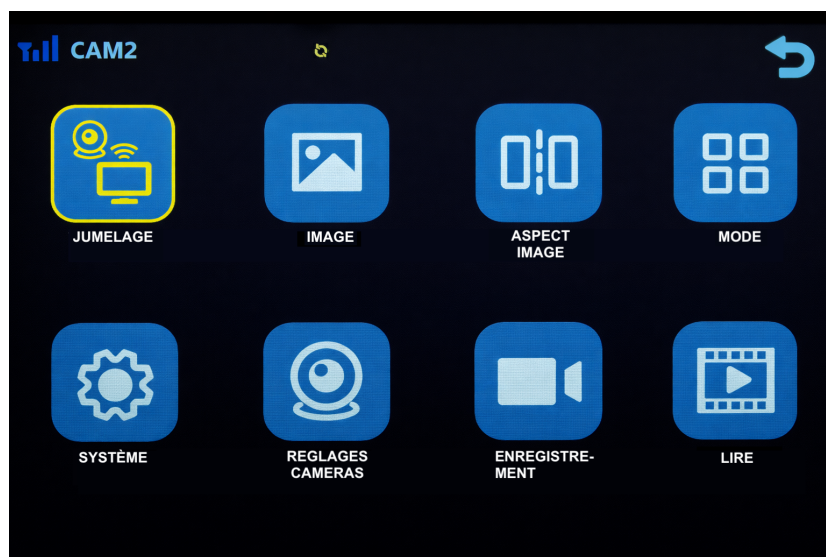 CAM2
JUMELAGE
IMAGE
ASPECT
IMAGE
MODE
SYSTÈME
REGLAGES
CAMERAS
ENREGISTRE-
MENT
LIRE